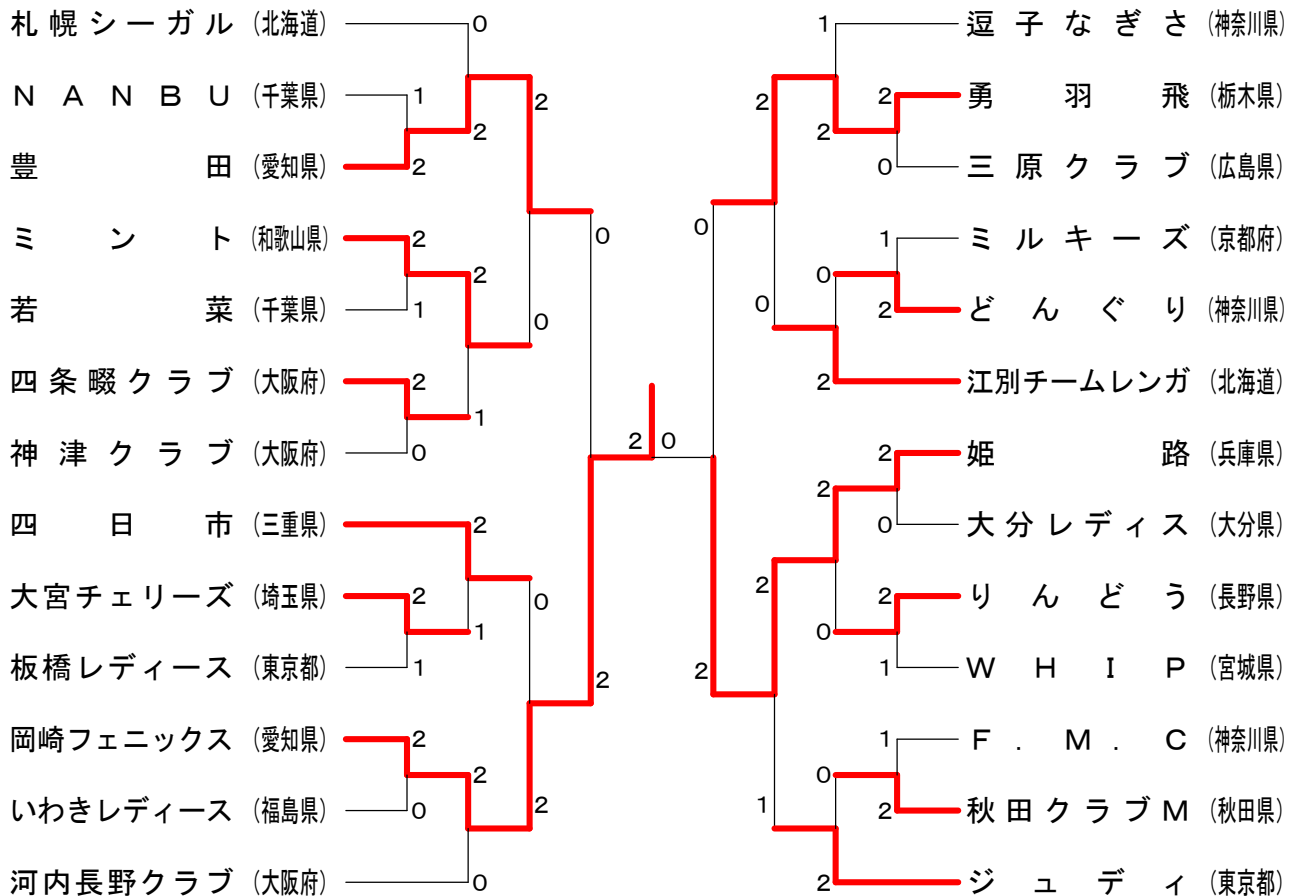 札幌シーガル (北海道) 0
NANBU (千葉県) 1
2
2
豊田 (愛知県) 2
0
ミント (和歌山県) 2
2
若菜 (千葉県) 1
0
四条畷クラブ (大阪府) 2
1
神津クラブ (大阪府) 0
四日市 (三重県) 2
0
大宮チェリーズ (埼玉県) 2
1
板橋レディース (東京都) 1
2
岡崎フェニックス (愛知県) 2
2
いわきレディース (福島県) 0
2
河内長野クラブ (大阪府) 0
2 0
1 逗子なぎさ (神奈川県)
2
2 勇羽飛 (栃木県)
2
0 三原クラブ (広島県)
0
1 ミルキーズ (京都府)
0
0
2 どんぐり (神奈川県)
2 江別チームレンガ (北海道)
2 姫路 (兵庫県)
2
0 大分レディス (大分県)
2
2 りんどう (長野県)
0
1 WHIP (宮城県)
2
1 F.M.C (神奈川県)
0
1
2 秋田クラブM (秋田県)
2 ジュディ (東京都)